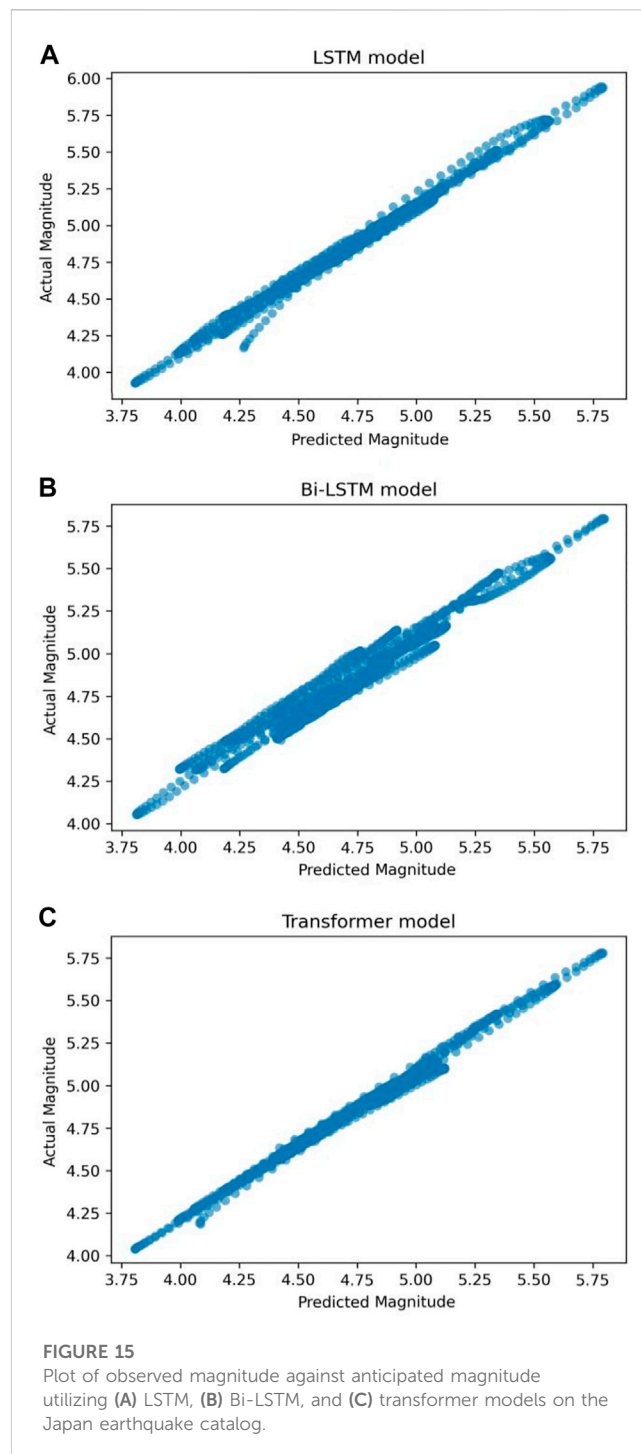 A
LSTM model
6.00
5.75
5.50
5.25
5.00
4.75
4.50
4.25
4.00
Actual Magnitude
3.75 4.00 4.25 4.50 4.75 5.00 5.25 5.50 5.75
Predicted Magnitude
B
Bi-LSTM model
5.75
5.50
5.25
5.00
4.75
4.50
4.25
4.00
Actual Magnitude
3.75 4.00 4.25 4.50 4.75 5.00 5.25 5.50 5.75
Predicted Magnitude
C
Transformer model
5.75
5.50
5.25
5.00
4.75
4.50
4.25
4.00
Actual Magnitude
3.75 4.00 4.25 4.50 4.75 5.00 5.25 5.50 5.75
Predicted Magnitude
FIGURE 15
Plot of observed magnitude against anticipated magnitude
utilizing (A) LSTM, (B) Bi-LSTM, and (C) transformer models on the
Japan earthquake catalog.